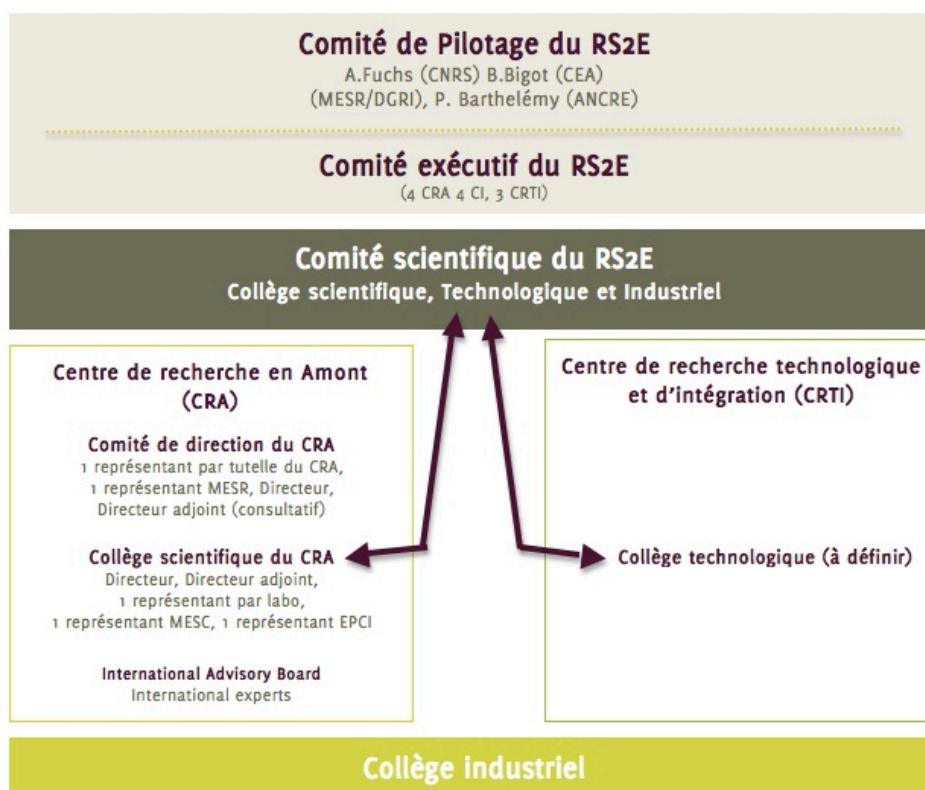 Comité de Pilotage du RS2E
A.Fuchs (CNRS) B.Bigot (CEA)
(MESR/DGRI), P. Barthelémy (ANCRE)
Comité exécutif du RS2E
(4 CRA 4 CI, 3 CRTI)
Comité scientifique du RS2E
Collège scientifique, Technologique et Industriel
Centre de recherche en Amont
(CRA)
Comité de direction du CRA
1 représentant par tutelle du CRA,
1 représentant MESR, Directeur,
Directeur adjoint (consultatif)
Collège scientifique du CRA
Directeur, Directeur adjoint,
1 représentant par labo,
1 représentant MESC, 1 représentant EPCI
International Advisory Board
International experts
Centre de recherche technologique
et d'intégration (CRTI)
Collège technologique (à définir)
Collège industriel